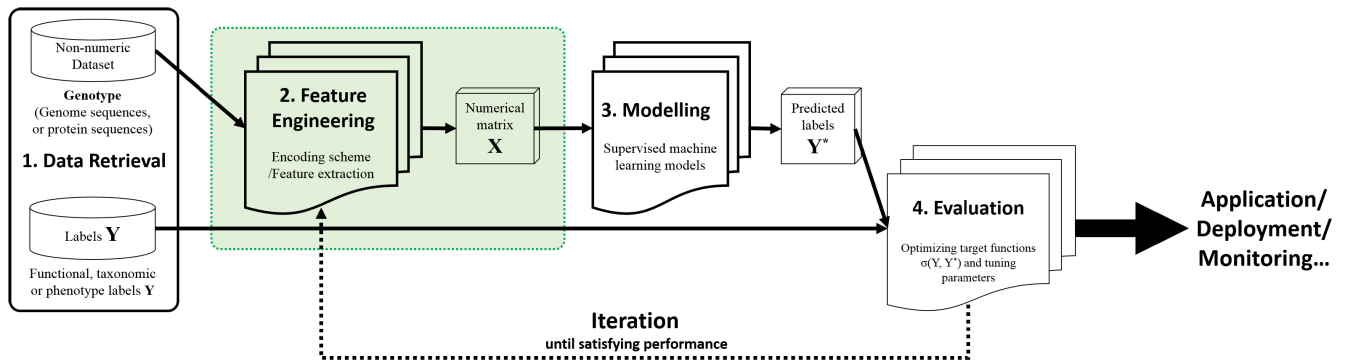 Non-numeric
Dataset
Genotype
(Genome sequences,
or protein sequences)
1. Data Retrieval
Labels Y
Functional, taxonomic
or phenotype labels Y
2. Feature
Engineering
Encoding scheme
/Feature extraction
Numerical
matrix
X
3. Modelling
Supervised machine
learning models
Predicted
labels
Y*
4. Evaluation
Optimizing target functions
σ(Y, Y*) and tuning
parameters
Application/
Deployment/
Monitoring...
Iteration
until satisfying performance